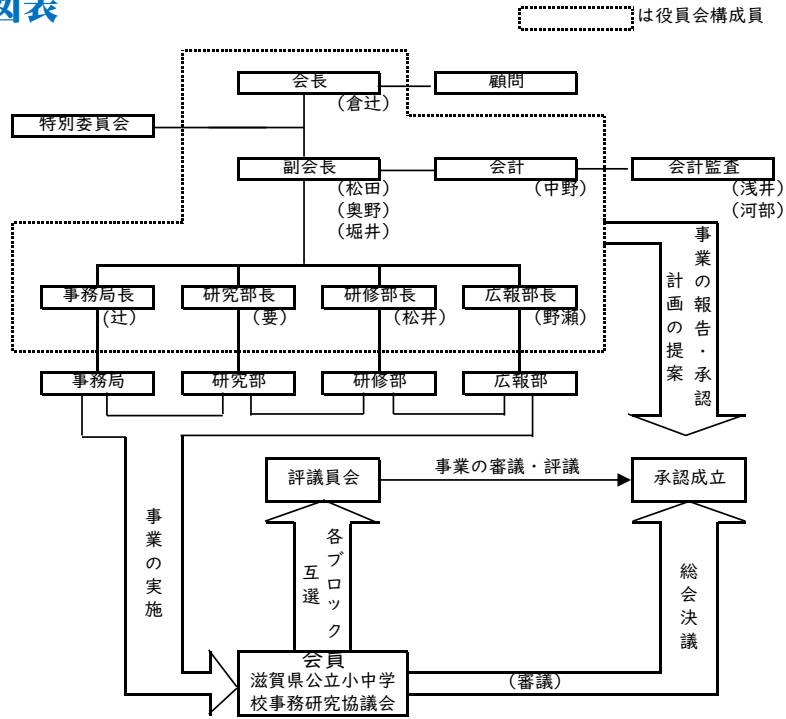 図表
は役員会構成員
会長
(倉辻)
顧問
特別委員会
副会長
(松田)
(奥野)
(堀井)
会計
(中野)
会計監査
(浅井)
(河部)
事務局長
(辻)
研究部長
(要)
研修部長
(松井)
広報部長
(野瀬)
事務局
研究部
研修部
広報部
事業の報告・承認
計画の提案
評議員会
事業の審議・評議
承認成立
事業の実施
各ブロック
互選
総会決議
会員
滋賀県公立小中学
校事務研究協議会
(審議)